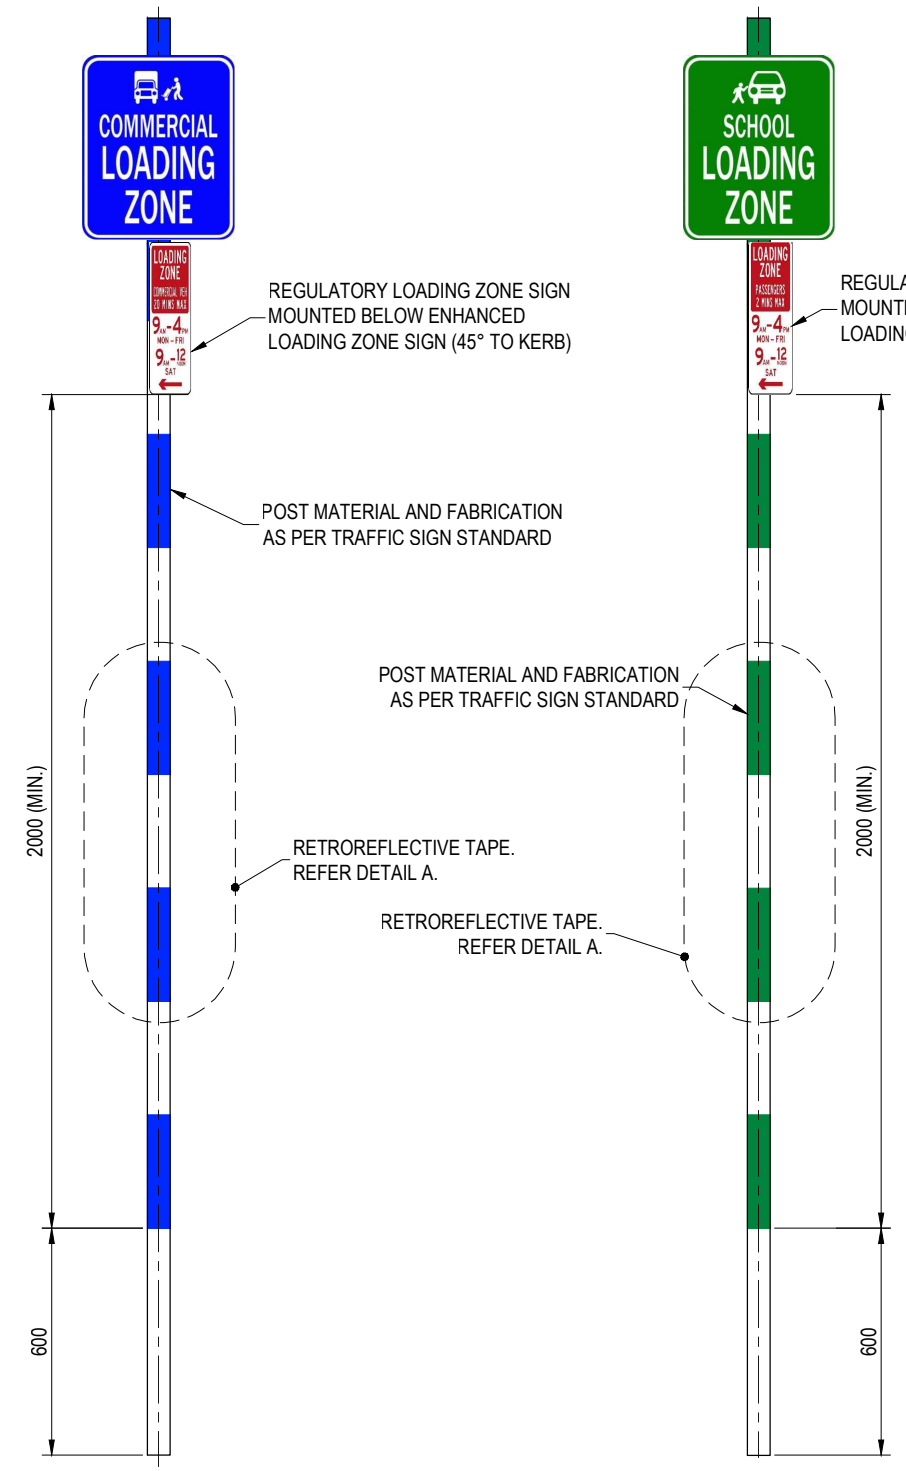 COMMERCIAL
LOADING
ZONE
LOADING
ZONE
COMMERCIAL VEH
20 MINS MAX
9AM-4PM
MON-FRI
9AM-12NOON
SAT
REGULATORY LOADING ZONE SIGN
MOUNTED BELOW ENHANCED
LOADING ZONE SIGN (45° TO KERB)
POST MATERIAL AND FABRICATION
AS PER TRAFFIC SIGN STANDARD
RETROREFLECTIVE TAPE.
REFER DETAIL A.
2000 (MIN.)
600
SCHOOL
LOADING
ZONE
LOADING
ZONE
PASSENGERS
2 MINS MAX
9AM-4PM
MON-FRI
9AM-12NOON
SAT
REGULA
MOUNT
LOADIN
POST MATERIAL AND FABRICATION
AS PER TRAFFIC SIGN STANDARD
RETROREFLECTIVE TAPE.
REFER DETAIL A.
2000 (MIN.)
600